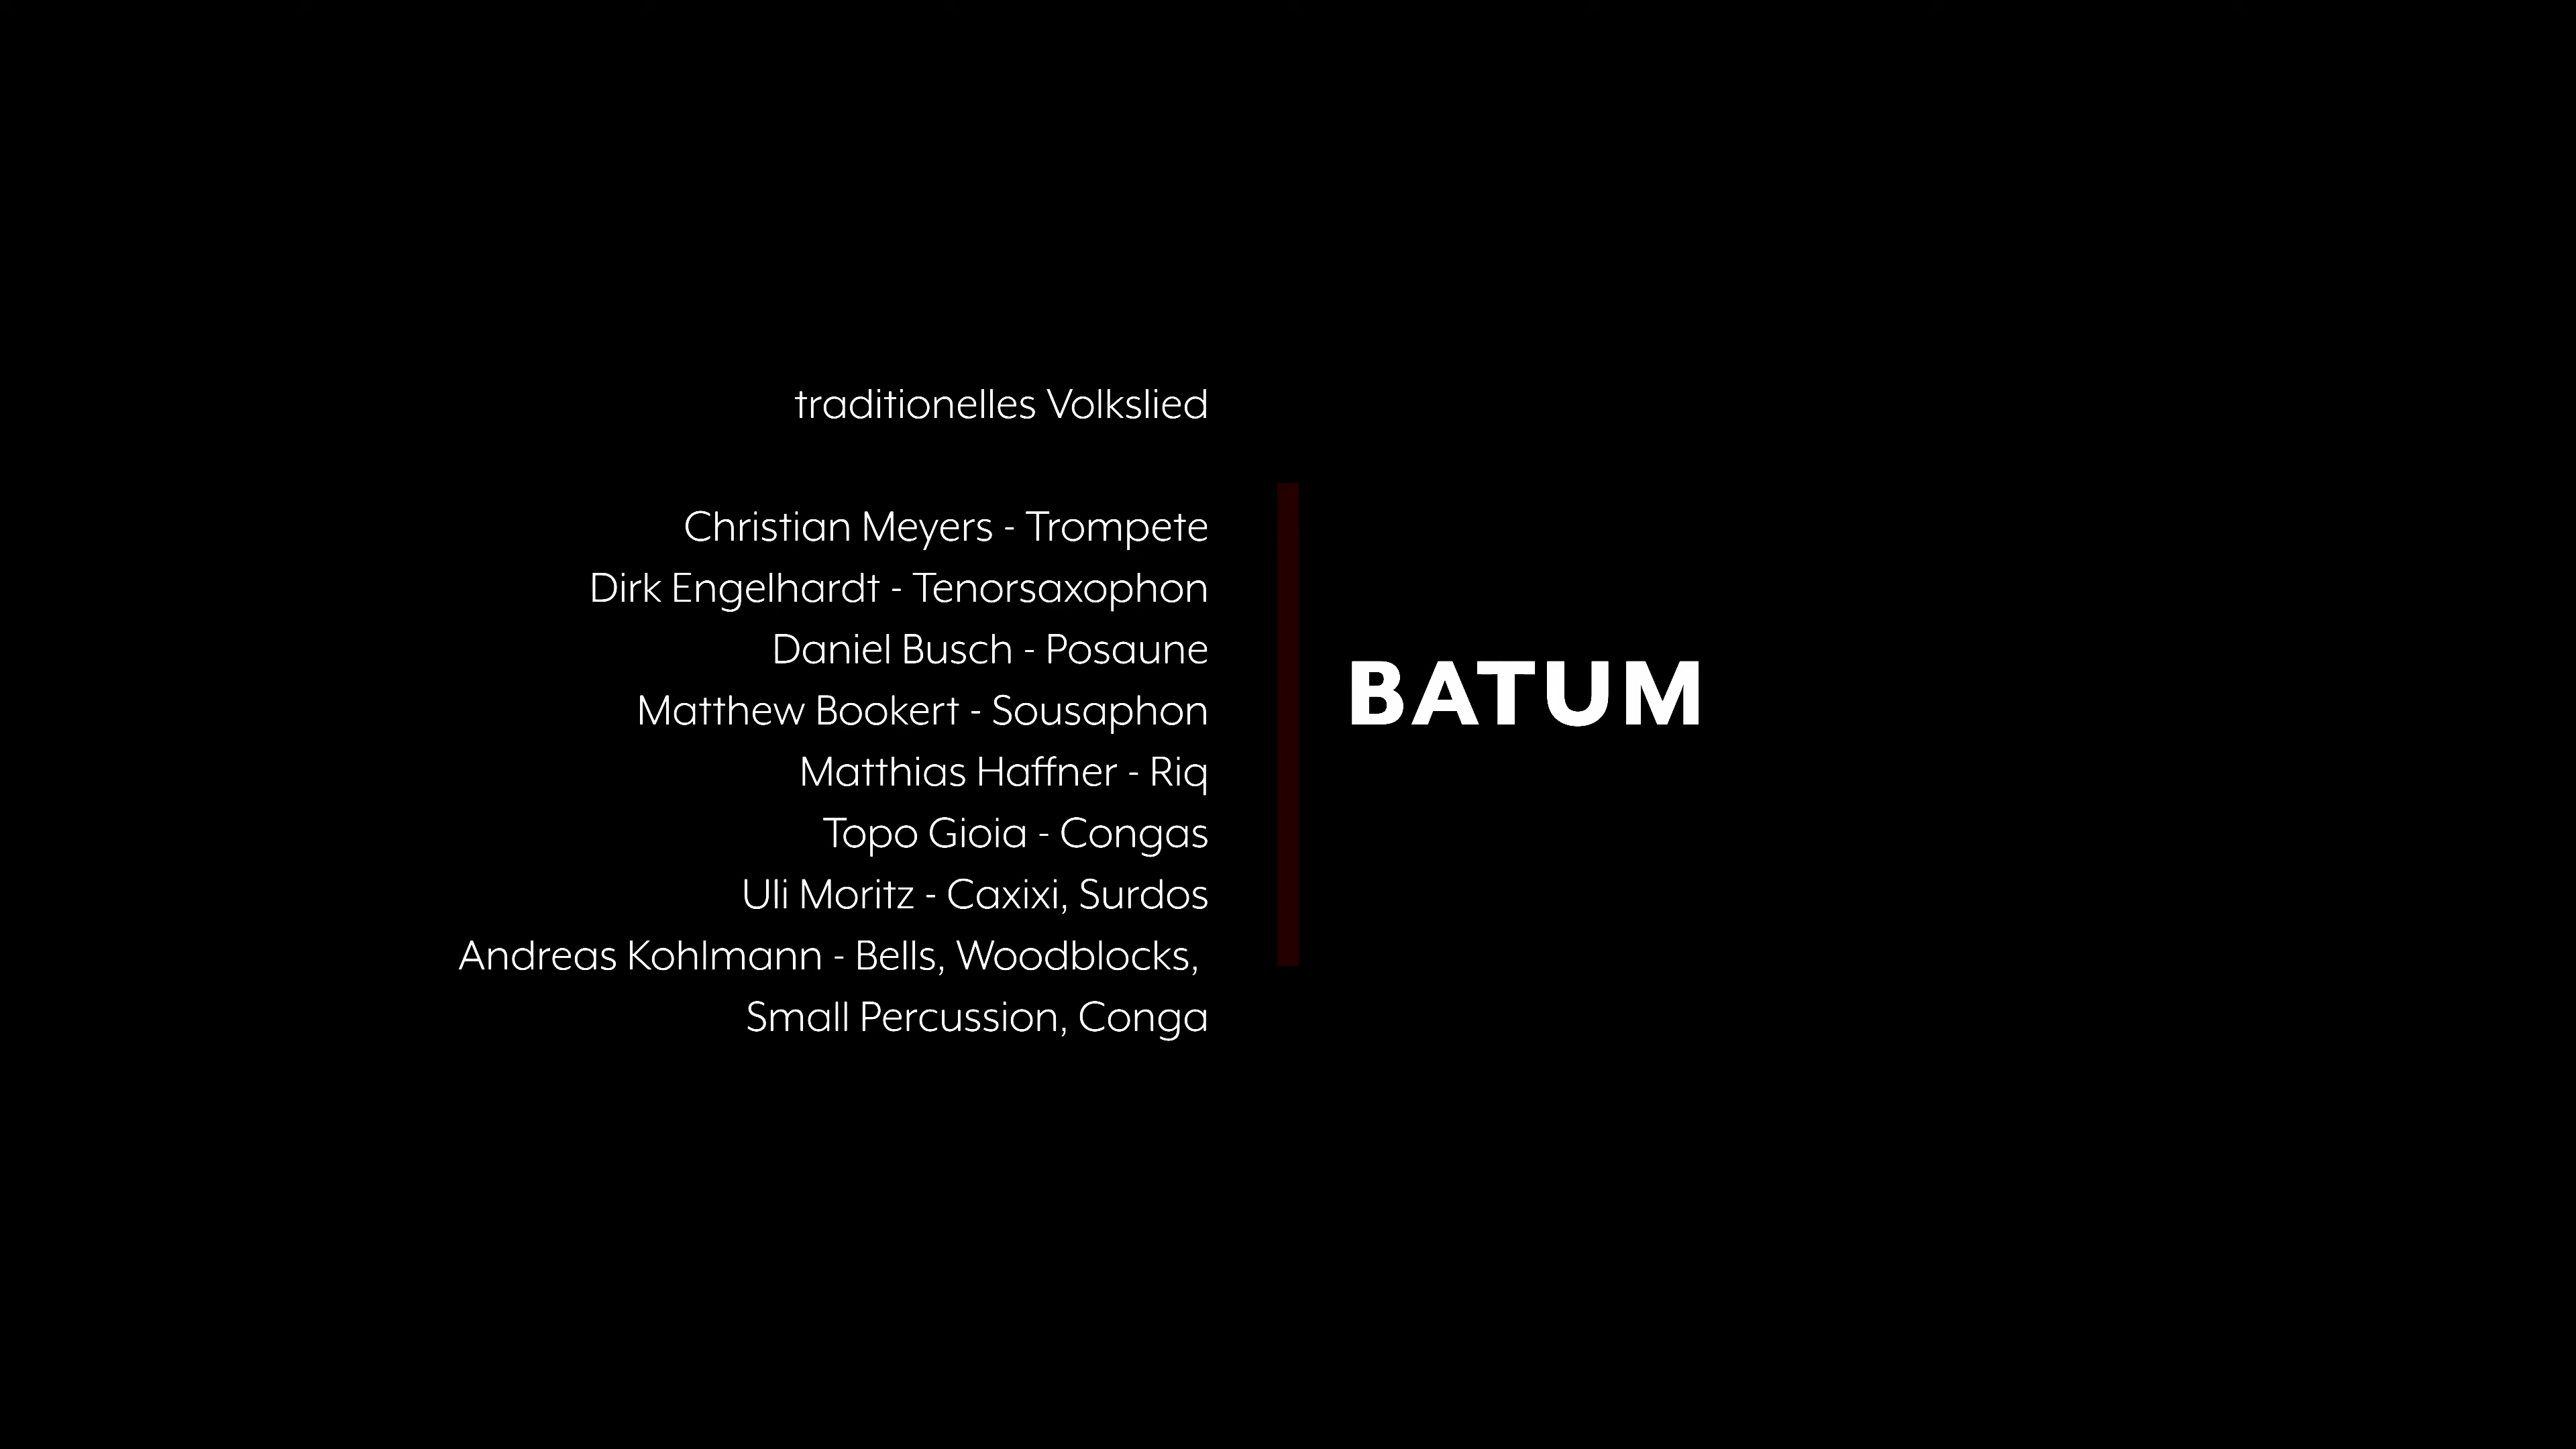 traditionelles Volkslied
Christian Meyers - Trompete
Dirk Engelhardt - Tenorsaxophon
Daniel Busch - Posaune
Matthew Bookert - Sousaphon
Matthias Haffner - Riq
Topo Gioia - Congas
Uli Moritz - Caxixi, Surdos
Andreas Kohlmann - Bells, Woodblocks,
Small Percussion, Conga
BATUM